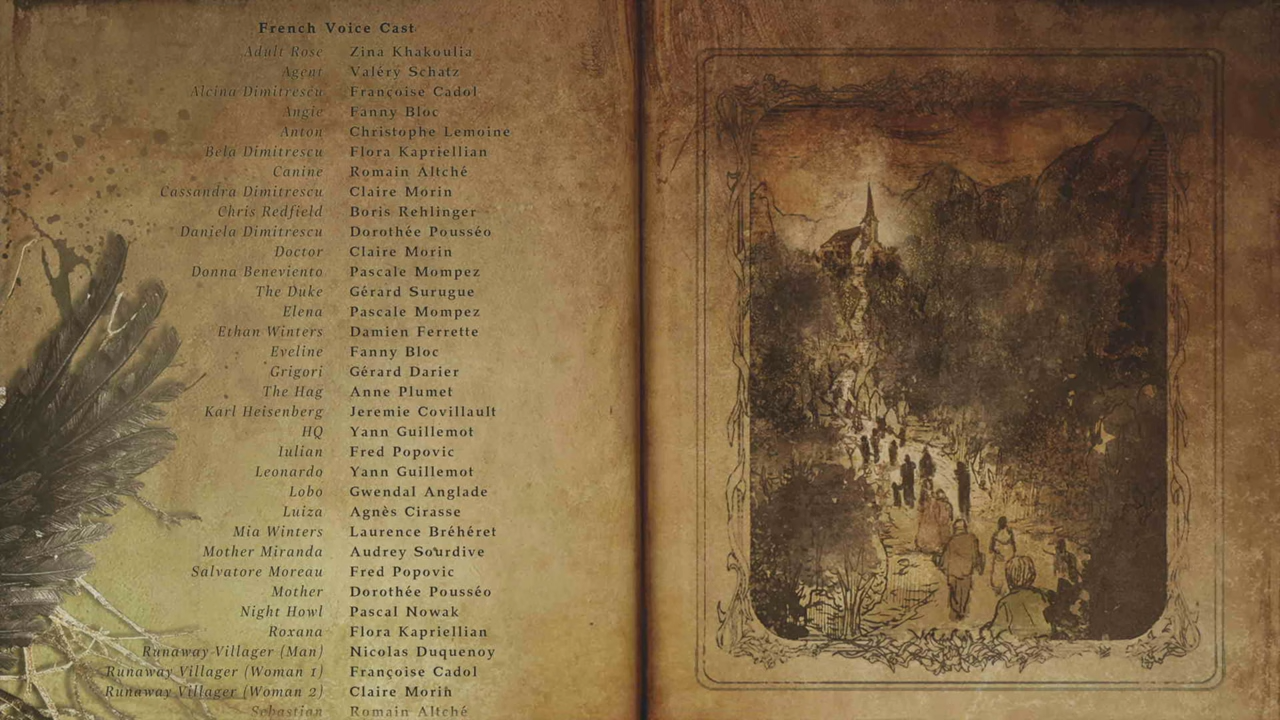 French Voice Cast
Adult Rose Zina Khakoulia
Agent Valéry Schatz
Alcina Dimitrescu Françoise Cadol
Angie Fanny Bloc
Anton Christophe Lemoine
Bela Dimitrescu Flora Kapriellian
Canine Romain Altché
Cassandra Dimitrescu Claire Morin
Chris Redfield Boris Rehlinger
Daniela Dimitrescu Dorothée Pousséo
Doctor Claire Morin
Donna Beneviento Pascale Mompez
The Duke Gérard Surugue
Elena Pascale Mompez
Ethan Winters Damien Ferrette
Eveline Fanny Bloc
Grigori Gérard Darier
The Hag Anne Plumet
Karl Heisenberg Jeremie Covillault
HQ Yann Guillemot
Iulian Fred Popovic
Leonardo Yann Guillemot
Lobo Gwendal Anglade
Luiza Agnès Cirasse
Mia Winters Laurence Bréhéret
Mother Miranda Audrey Sourdive
Salvatore Moreau Fred Popovic
Mother Dorothée Pousséo
Night Howl Pascal Nowak
Roxana Flora Kapriellian
Runaway Villager (Man) Nicolas Duquenoy
Runaway Villager (Woman 1) Françoise Cadol
Runaway Villager (Woman 2) Claire Morin
Sebastian Romain Altché